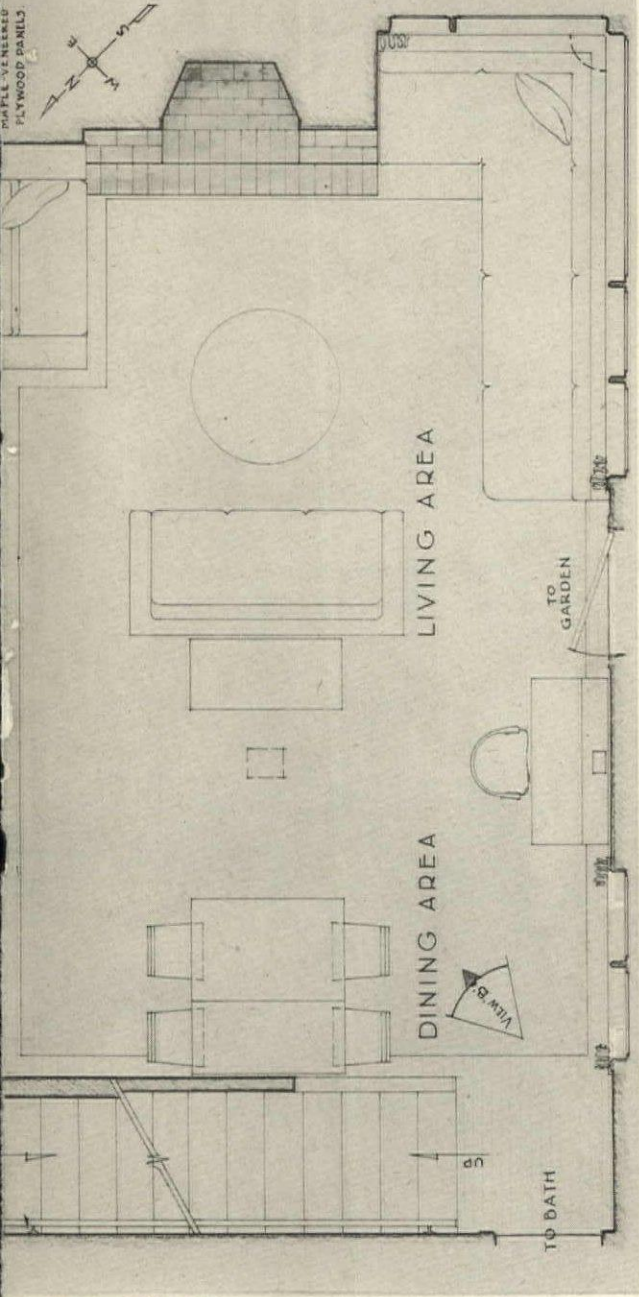 MAPLE VENEERED
PLYWOOD PANELS.
N
E
S
W
LIVING AREA
TO
GARDEN
DINING AREA
VIEW 'B'
UP
TO BATH